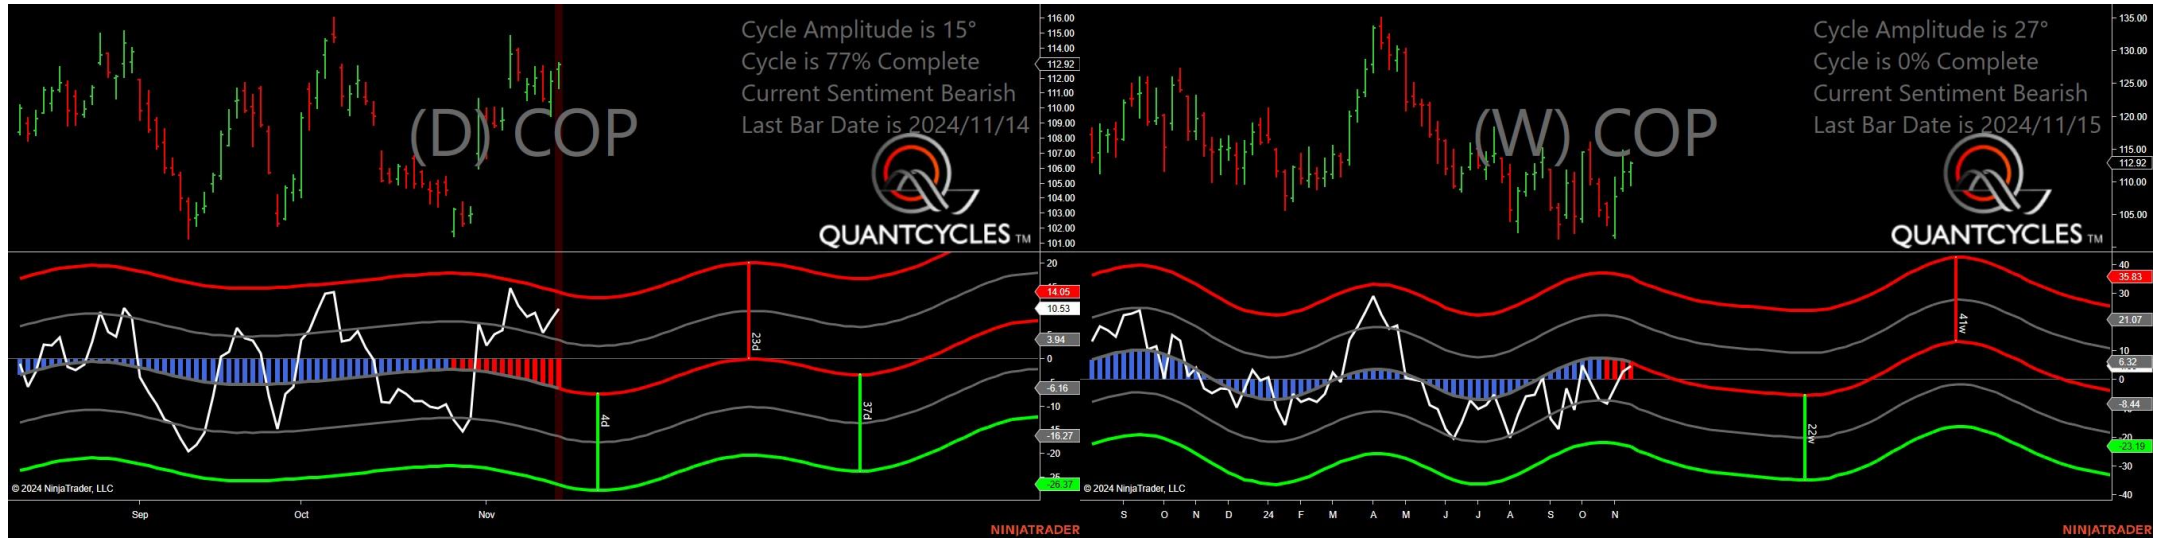 Cycle Amplitude is 15°
Cycle is 77% Complete
Current Sentiment Bearish
Last Bar Date is 2024/11/14
(D) COP
QUANTCYCLES TM
116.00
115.00
114.00
112.92
112.00
111.00
110.00
109.00
108.00
107.00
106.00
105.00
104.00
103.00
102.00
101.00
20
14.05
10.53
3.94
0
-6.16
-10
-16.27
-20
-26.37
23d
4d
37d
© 2024 NinjaTrader, LLC
Sep
Oct
Nov
NINJATRADER
Cycle Amplitude is 27°
Cycle is 0% Complete
Current Sentiment Bearish
Last Bar Date is 2024/11/15
(W) COP
QUANTCYCLES TM
135.00
130.00
125.00
120.00
115.00
112.92
110.00
105.00
40
35.83
30
21.07
10
6.32
0
-8.44
-20
-23.19
-30
-40
41w
22w
© 2024 NinjaTrader, LLC
S
O
N
D
24
F
M
A
M
J
J
A
S
O
N
NINJATRADER